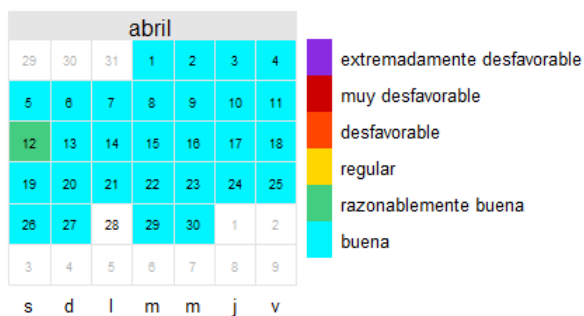 abril
29 30 31 1 2 3 4
5 6 7 8 9 10 11
12 13 14 15 16 17 18
19 20 21 22 23 24 25
26 27 28 29 30 1 2
3 4 5 6 7 8 9
s d l m m j v
extremadamente desfavorable
muy desfavorable
desfavorable
regular
razonablemente buena
buena